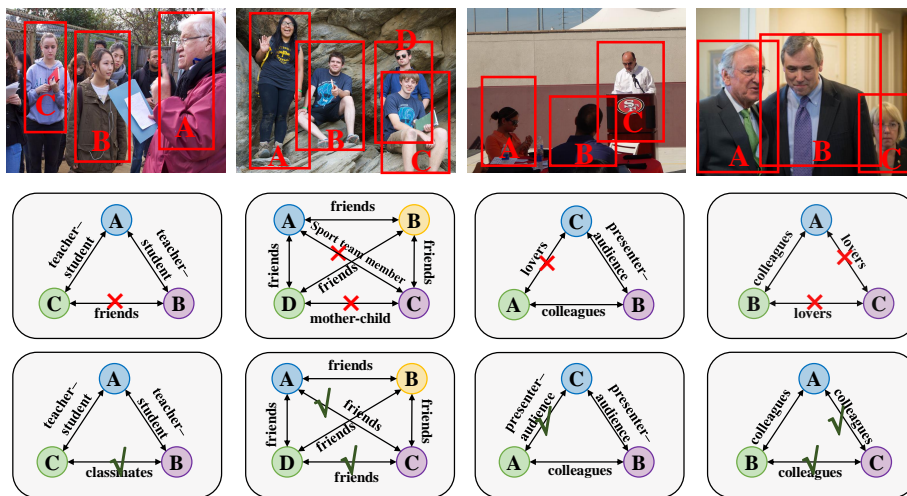 C
B
A
A
B
D
C
A
B
C
SF
A
B
C
A
teacher–
student
teacher–
student
C
friends
B
A
friends
B
friends
Sport team member
friends
friends
D
mother-child
C
C
lovers
presenter–
audience
A
colleagues
B
A
colleagues
lovers
B
lovers
C
A
teacher–
student
teacher–
student
C
classmates
B
A
friends
B
friends
friends
friends
friends
D
friends
C
C
presenter–
audience
presenter–
audience
A
colleagues
B
A
colleagues
colleagues
B
colleagues
C